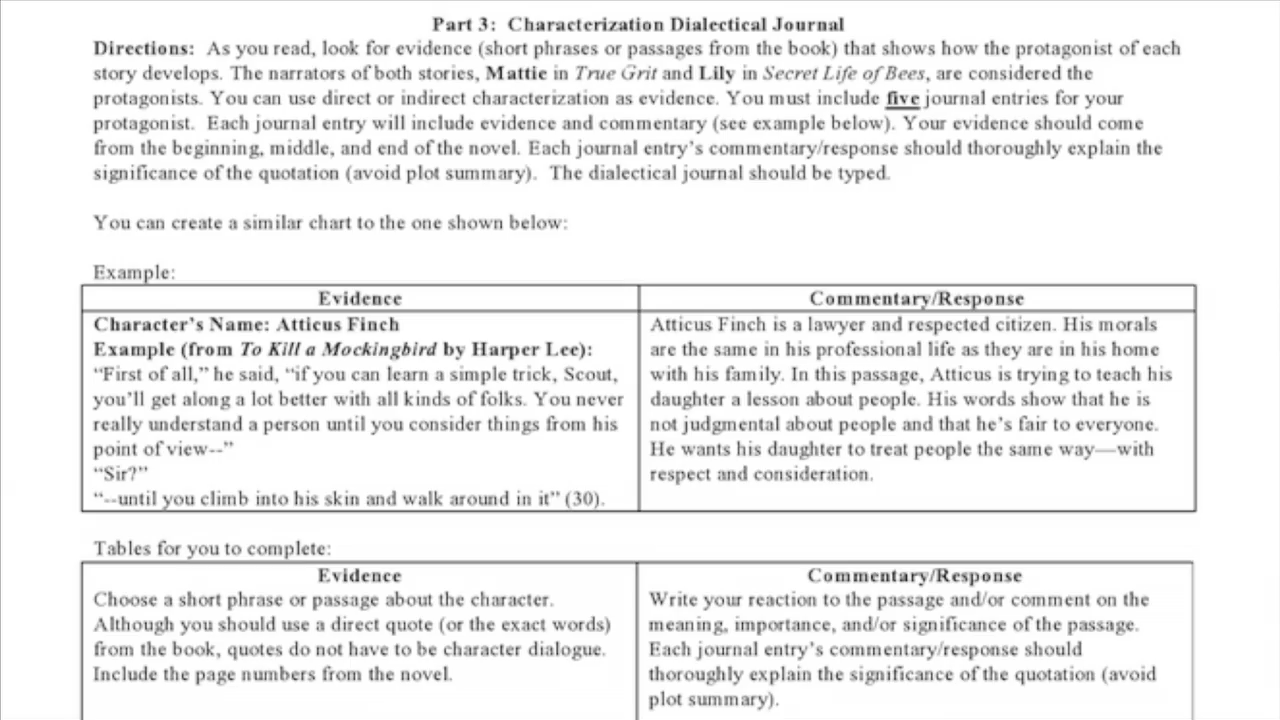 Part 3: Characterization Dialectical Journal
Directions: As you read, look for evidence (short phrases or passages from the book) that shows how the protagonist of each
story develops. The narrators of both stories, Mattie in True Grit and Lily in Secret Life of Bees, are considered the
protagonists. You can use direct or indirect characterization as evidence. You must include five journal entries for your
protagonist. Each journal entry will include evidence and commentary (see example below). Your evidence should come
from the beginning, middle, and end of the novel. Each journal entry's commentary/response should thoroughly explain the
significance of the quotation (avoid plot summary). The dialectical journal should be typed.
You can create a similar chart to the one shown below:
Example:
Evidence
Character's Name: Atticus Finch
Example (from To Kill a Mockingbird by Harper Lee):
“First of all,” he said, “if you can learn a simple trick, Scout,
you'll get along a lot better with all kinds of folks. You never
really understand a person until you consider things from his
point of view--”
“Sir?”
“--until you climb into his skin and walk around in it” (30).
Commentary/Response
Atticus Finch is a lawyer and respected citizen. His morals
are the same in his professional life as they are in his home
with his family. In this passage, Atticus is trying to teach his
daughter a lesson about people. His words show that he is
not judgmental about people and that he's fair to everyone.
He wants his daughter to treat people the same way—with
respect and consideration.
Tables for you to complete:
Evidence
Choose a short phrase or passage about the character.
Although you should use a direct quote (or the exact words)
from the book, quotes do not have to be character dialogue.
Include the page numbers from the novel.
Commentary/Response
Write your reaction to the passage and/or comment on the
meaning, importance, and/or significance of the passage.
Each journal entry's commentary/response should
thoroughly explain the significance of the quotation (avoid
plot summary).